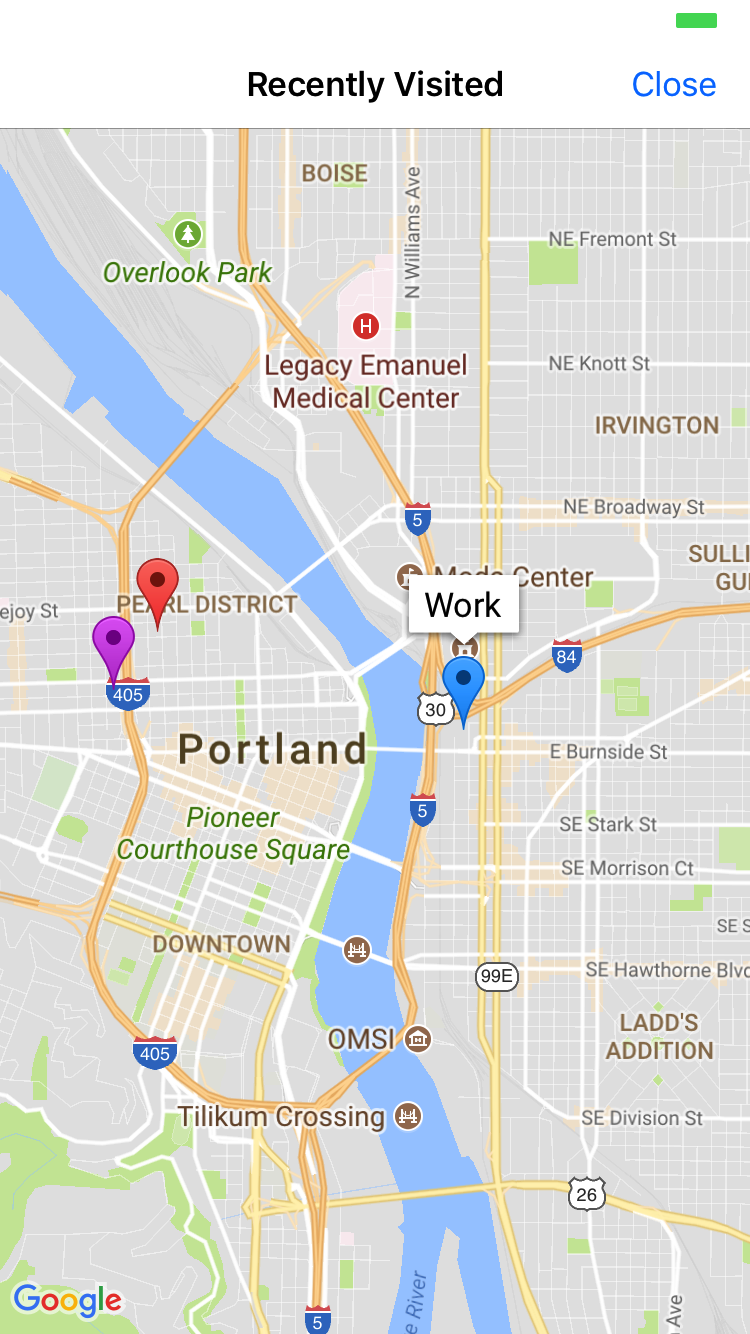 Recently Visited
Close
BOISE
N Williams Ave
NE Fremont St
Overlook Park
H
Legacy Emanuel
Medical Center
NE Knott St
IRVINGTON
NE Broadway St
5
SULLI
GU
Center
Work
PEARL DISTRICT
ejoy St
84
405
30
Portland
E Burnside St
5
Pioneer
Courthouse Square
SE Stark St
SE Morrison Ct
SE S
DOWNTOWN
SE Hawthorne Blvd
99E
LADD'S
ADDITION
OMSI
405
Tilikum Crossing
SE Division St
26
Google
5
e River
Ave